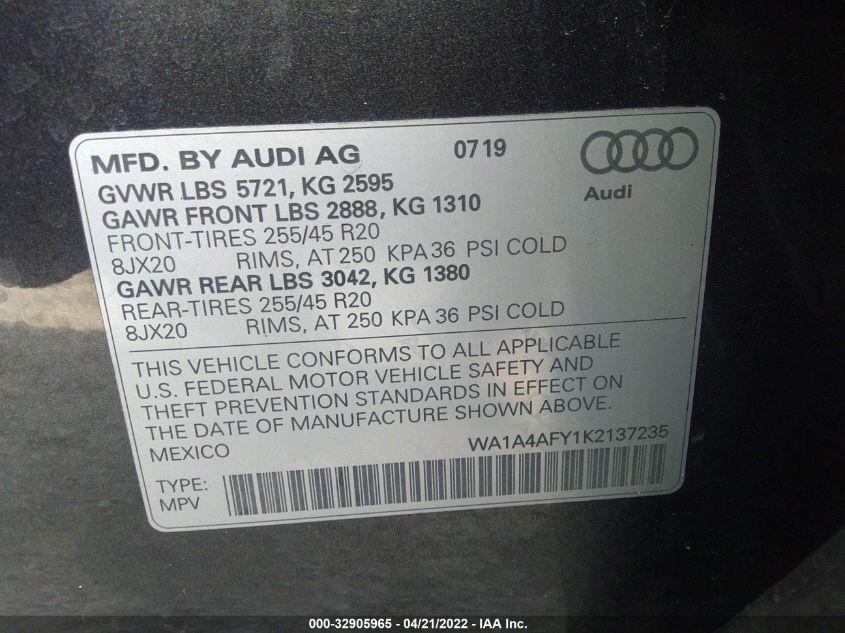 MFD. BY AUDI AG 0719
Audi
GVWR LBS 5721, KG 2595
GAWR FRONT LBS 2888, KG 1310
FRONT-TIRES 255/45 R20
8JX20 RIMS, AT 250 KPA 36 PSI COLD
GAWR REAR LBS 3042, KG 1380
REAR-TIRES 255/45 R20
8JX20 RIMS, AT 250 KPA 36 PSI COLD
THIS VEHICLE CONFORMS TO ALL APPLICABLE
U.S. FEDERAL MOTOR VEHICLE SAFETY AND
THEFT PREVENTION STANDARDS IN EFFECT ON
THE DATE OF MANUFACTURE SHOWN ABOVE.
MEXICO WA1A4AFY1K2137235
TYPE:
MPV
000-32905965 - 04/21/2022 - IAA Inc.